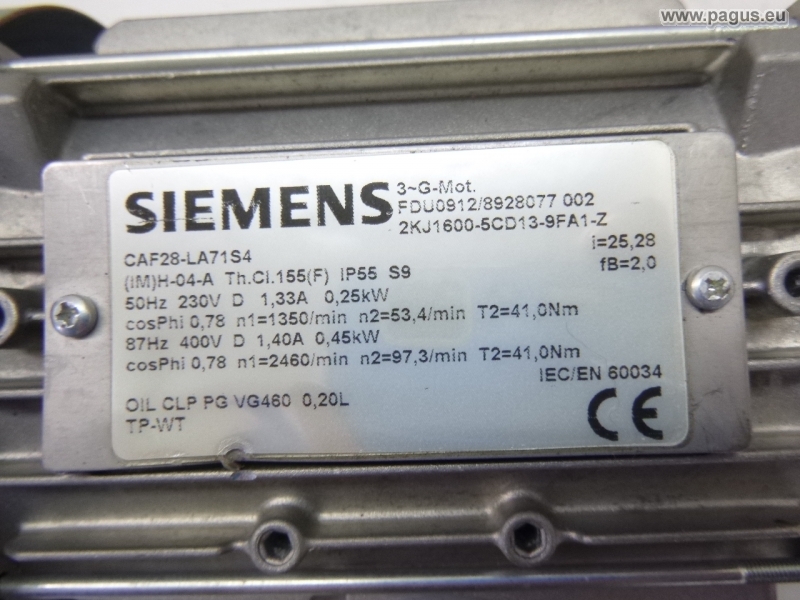 www.pagus.eu
SIEMENS
3~G-Mot.
FDU0912/8928077 002
2KJ1600-5CD13-9FA1-Z
CAF28-LA71S4 i=25,28
(IM)H-04-A Th.Cl.155(F) IP55 S9 fB=2,0
50Hz 230V D 1,33A 0,25kW
cosPhi 0,78 n1=1350/min n2=53,4/min T2=41,0Nm
87Hz 400V D 1,40A 0,45kW
cosPhi 0,78 n1=2460/min n2=97,3/min T2=41,0Nm
IEC/EN 60034
OIL CLP PG VG460 0,20L
TP-WT
CE